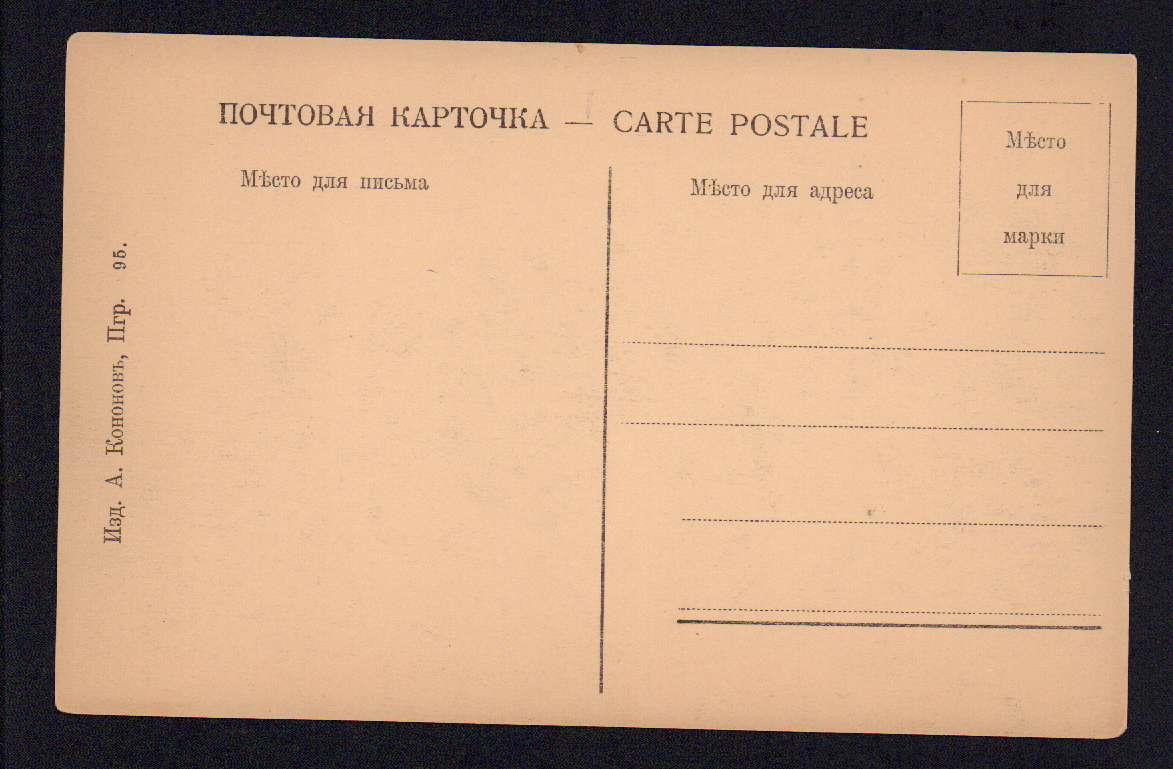 ПОЧТОВАЯ КАРТОЧКА — CARTE POSTALE
Мѣсто для письма
Мѣсто для адреса
Мѣсто
для
марки
Изд. А. Кононовъ, Пгр. 95.